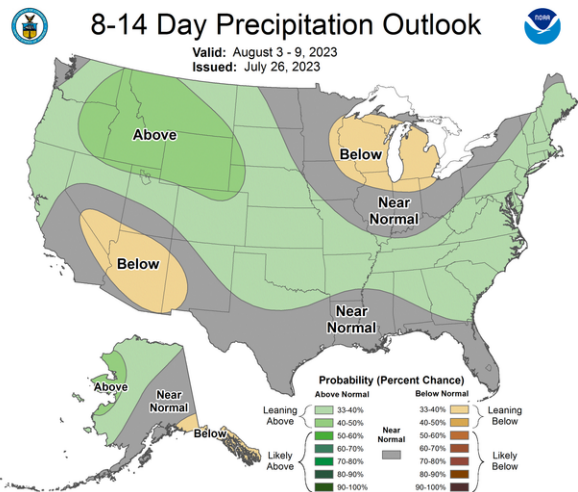 8-14 Day Precipitation Outlook
Valid: August 3 - 9, 2023
Issued: July 26, 2023
NOAA
Above
Below
Near
Normal
Below
Near
Normal
Above
Near
Normal
Below
Probability (Percent Chance)
Above Normal
Below Normal
Leaning
Above
33-40%
40-50%
Likely
Above
50-60%
60-70%
70-80%
80-90%
90-100%
Near
Normal
33-40%
40-50%
Leaning
Below
50-60%
60-70%
70-80%
80-90%
90-100%
Likely
Below